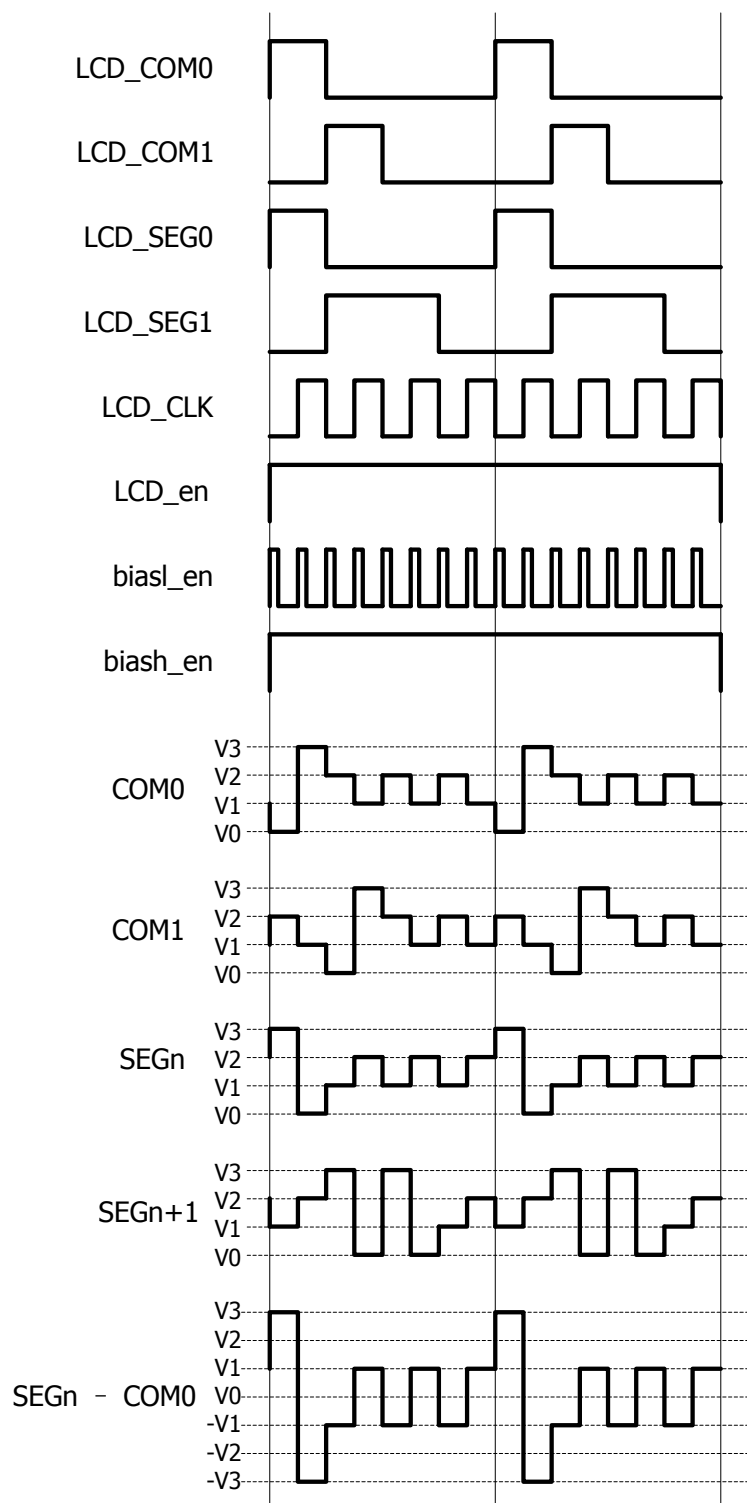 LCD_COM0
LCD_COM1
LCD_SEG0
LCD_SEG1
LCD_CLK
LCD_en
biasl_en
biash_en
COM0
V3
V2
V1
V0
COM1
V3
V2
V1
V0
SEGn
V3
V2
V1
V0
SEGn+1
V3
V2
V1
V0
SEGn - COM0
V3
V2
V1
V0
-V1
-V2
-V3